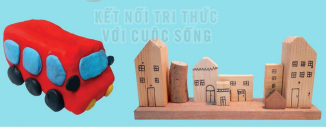 KẾT NỐI TRI THỨC
VỚI CUỘC SỐNG